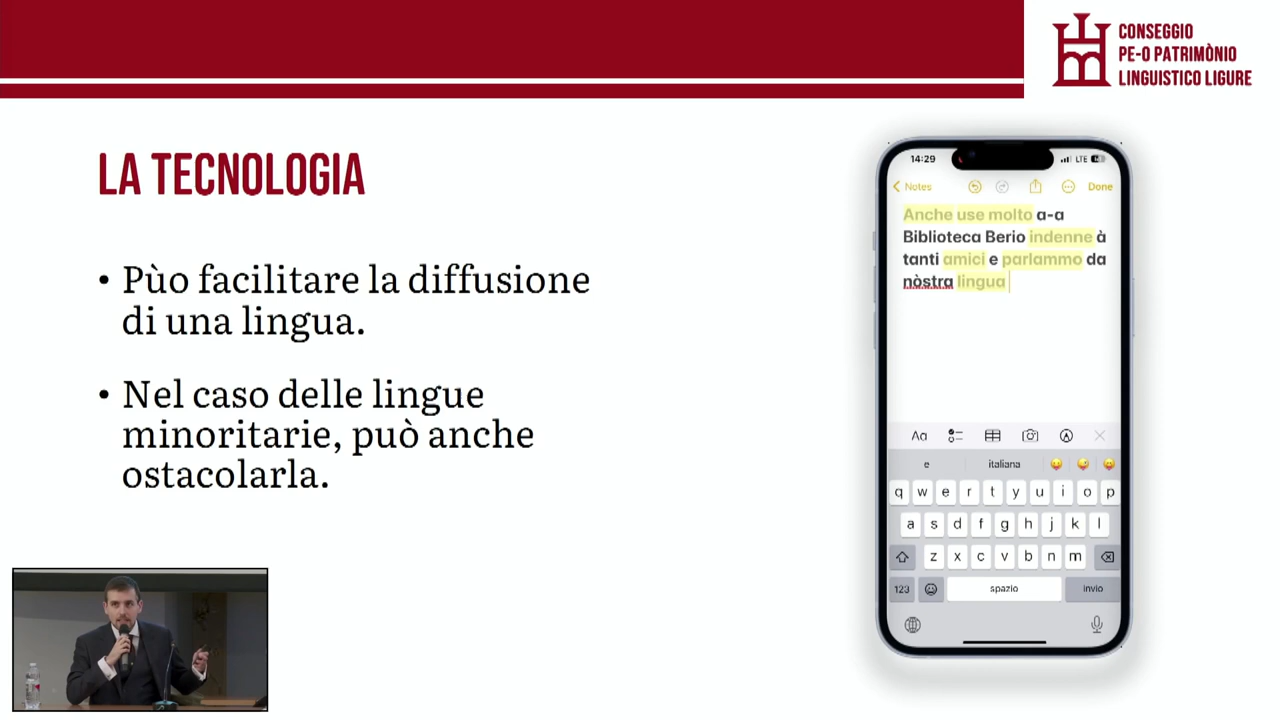 CONSEGGIO
PE-O PATRIMÒNIO
LINGUISTICO LIGURE
LA TECNOLOGIA
• Pùo facilitare la diffusione
di una lingua.
• Nel caso delle lingue
minoritarie, può anche
ostacolarla.
14:29 LTE
Notes Done
Anche use molto a-a
Biblioteca Berio indenne à
tanti amici e parlammo da
nòstra lingua
Aa
e italiana
q w e r t y u i o p
a s d f g h j k l
z x c v b n m
123 spazio invio